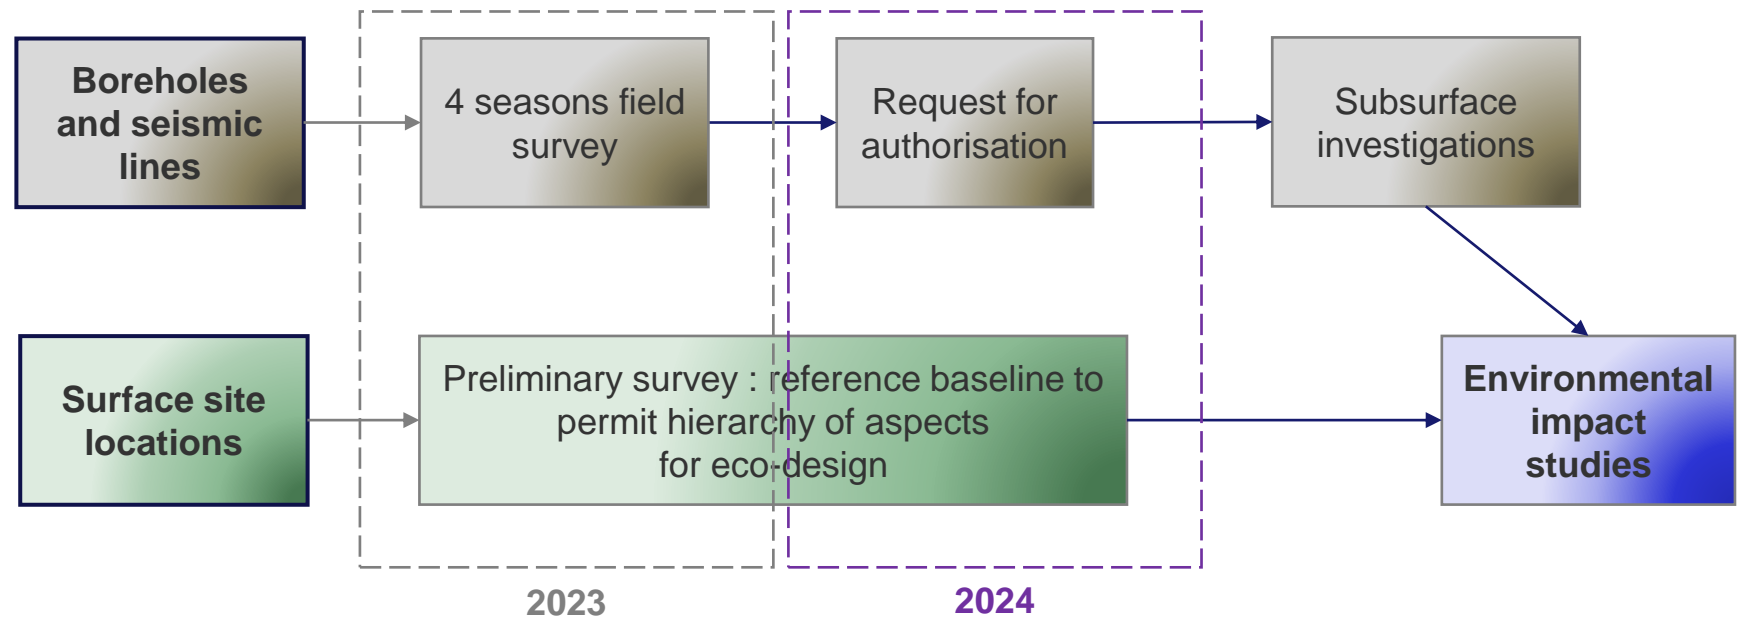 Boreholes
and seismic
lines
4 seasons field
survey
Request for
authorisation
Subsurface
investigations
Surface site
locations
Preliminary survey : reference baseline to
permit hierarchy of aspects
for eco-design
Environmental
impact
studies
2023
2024